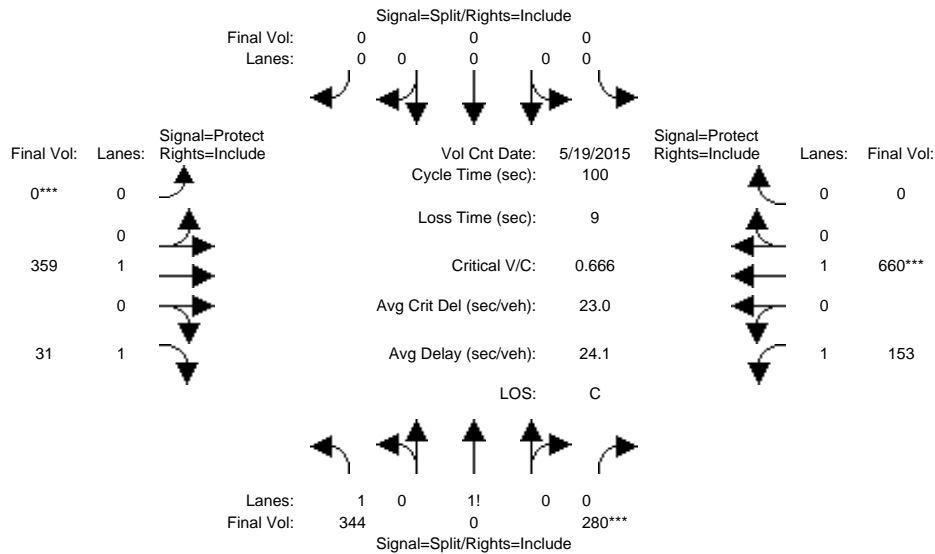 Signal=Split/Rights=Include
Final Vol: 0 0 0
Lanes: 0 0 0 0 0
Signal=Protect
Final Vol: Lanes: Rights=Include
Vol Cnt Date: 5/19/2015
Signal=Protect
Rights=Include Lanes: Final Vol:
Cycle Time (sec): 100
0*** 0
0 0
Loss Time (sec): 9
0
0
359 1
Critical V/C: 0.666
1 660***
0
Avg Crit Del (sec/veh): 23.0
0
31 1
Avg Delay (sec/veh): 24.1
1 153
LOS: C
Lanes: 1 0 1! 0 0
Final Vol: 344 0 280***
Signal=Split/Rights=Include